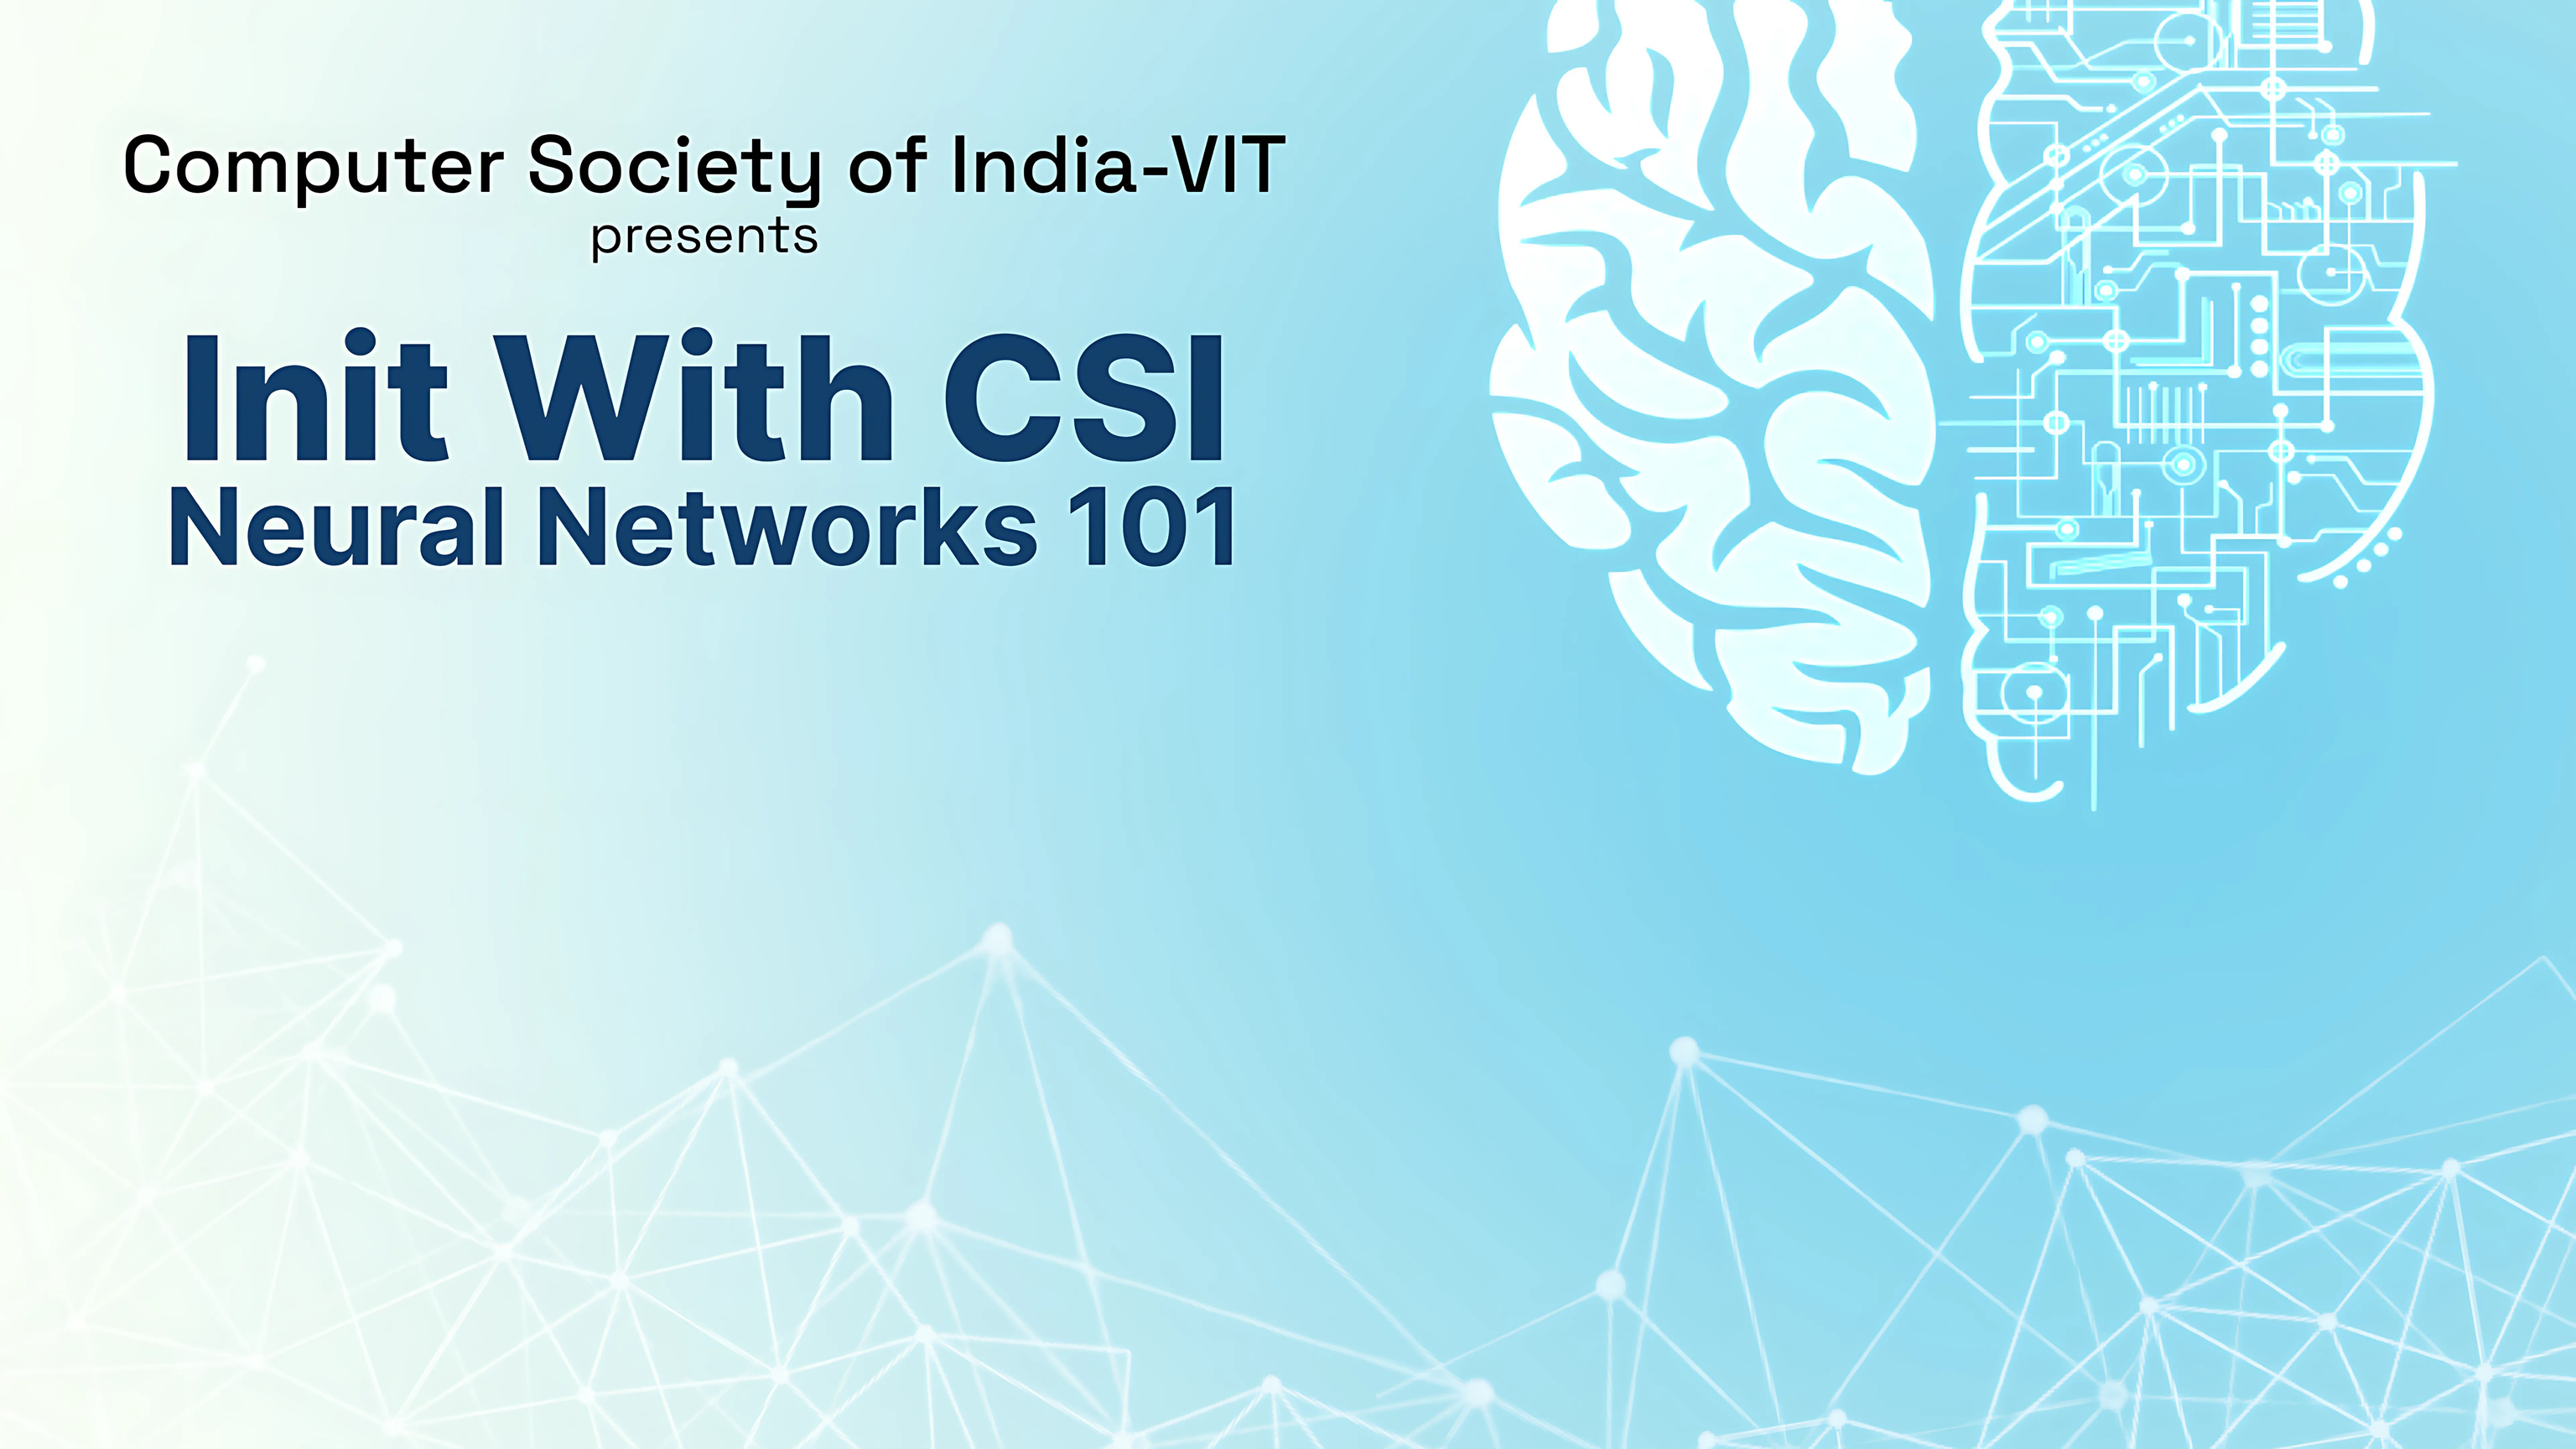 Computer Society of India-VIT
presents
Init With CSI
Neural Networks 101